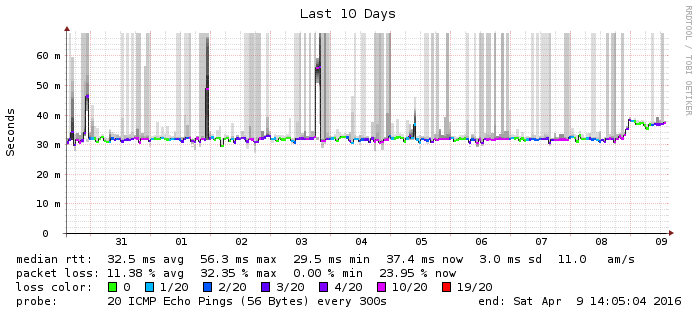 Last 10 Days
RRDTOOL / TOBI OETIKER
Seconds
60 m
50 m
40 m
30 m
20 m
10 m
0
31 01 02 03 04 05 06 07 08 09
median rtt: 32.5 ms avg 56.3 ms max 29.5 ms min 37.4 ms now 3.0 ms sd 11.0 am/s
packet loss: 11.38 % avg 32.35 % max 0.00 % min 23.95 % now
loss color: 0 1/20 2/20 3/20 4/20 10/20 19/20
probe: 20 ICMP Echo Pings (56 Bytes) every 300s end: Sat Apr 9 14:05:04 2016